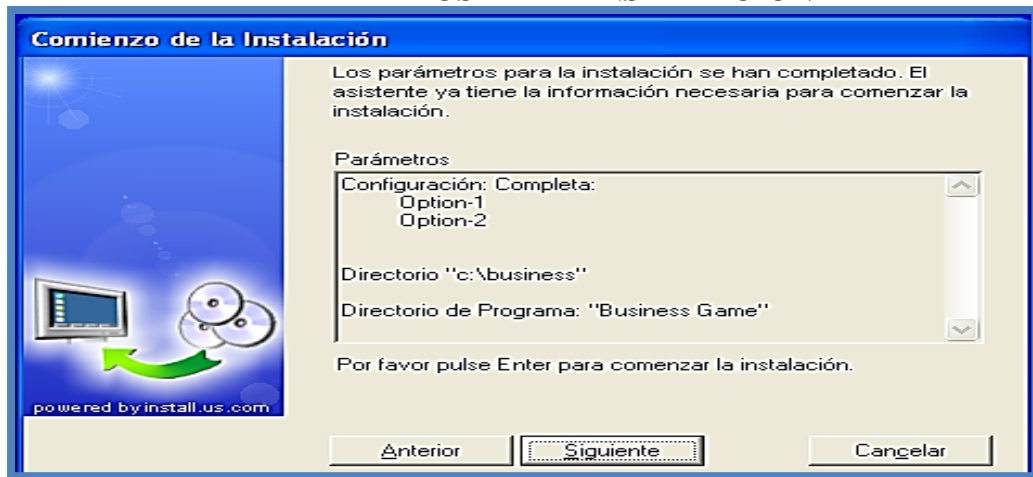 Comienzo de la Instalación
Los parámetros para la instalación se han completado. El
asistente ya tiene la información necesaria para comenzar la
instalación.
Parámetros
Configuración: Completa:
Option-1
Option-2
Directorio "c:\business"
Directorio de Programa: "Business Game"
Por favor pulse Enter para comenzar la instalación.
powered by install.us.com
Anterior
Siguiente
Cancelar